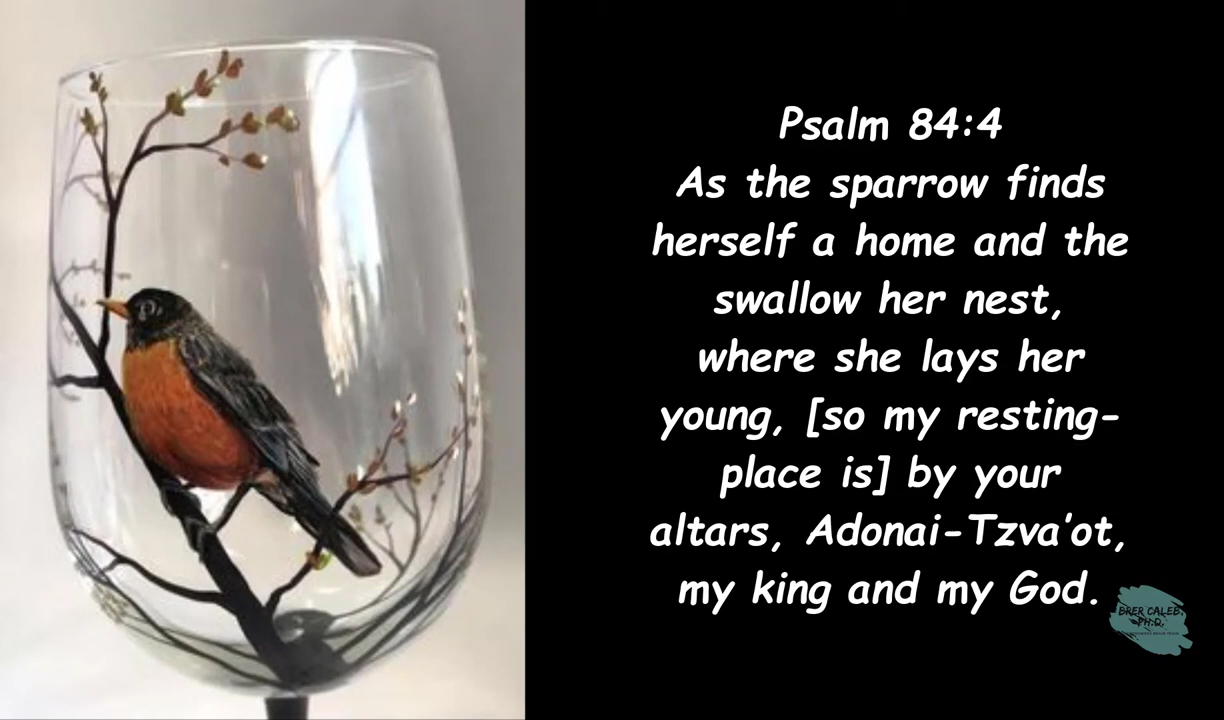 Psalm 84:4
As the sparrow finds
herself a home and the
swallow her nest,
where she lays her
young, [so my resting-
place is] by your
altars, Adonai-Tzva'ot,
my king and my God.
BRER CALEB,
PH.D.